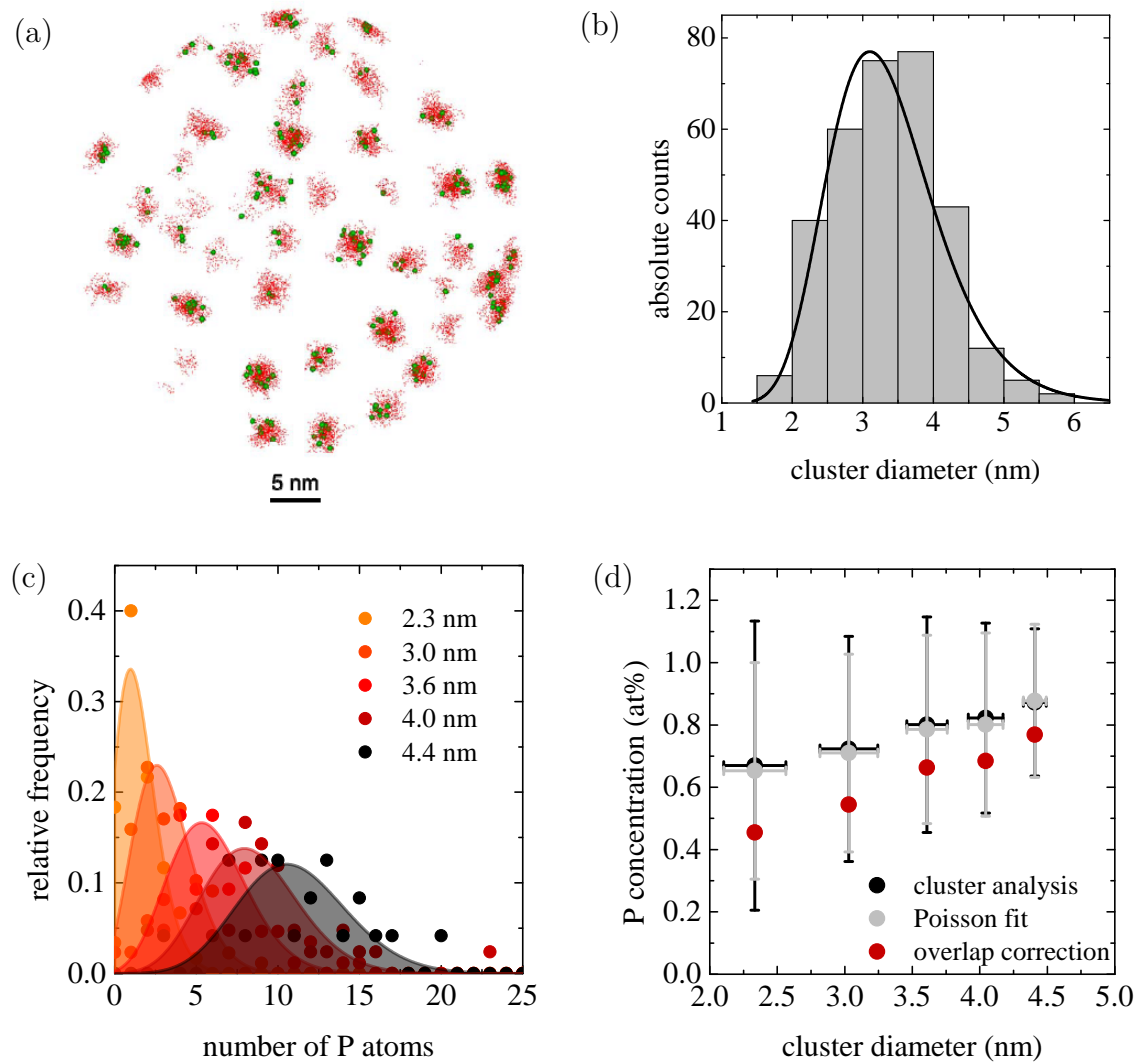 (a)
5 nm
(b)
80
60
40
20
0
absolute counts
1 2 3 4 5 6
cluster diameter (nm)
(c)
0.4
0.3
0.2
0.1
0.0
relative frequency
2.3 nm
3.0 nm
3.6 nm
4.0 nm
4.4 nm
0 5 10 15 20 25
number of P atoms
(d)
1.2
1.0
0.8
0.6
0.4
0.2
0.0
P concentration (at%)
cluster analysis
Poisson fit
overlap correction
2.0 2.5 3.0 3.5 4.0 4.5 5.0
cluster diameter (nm)